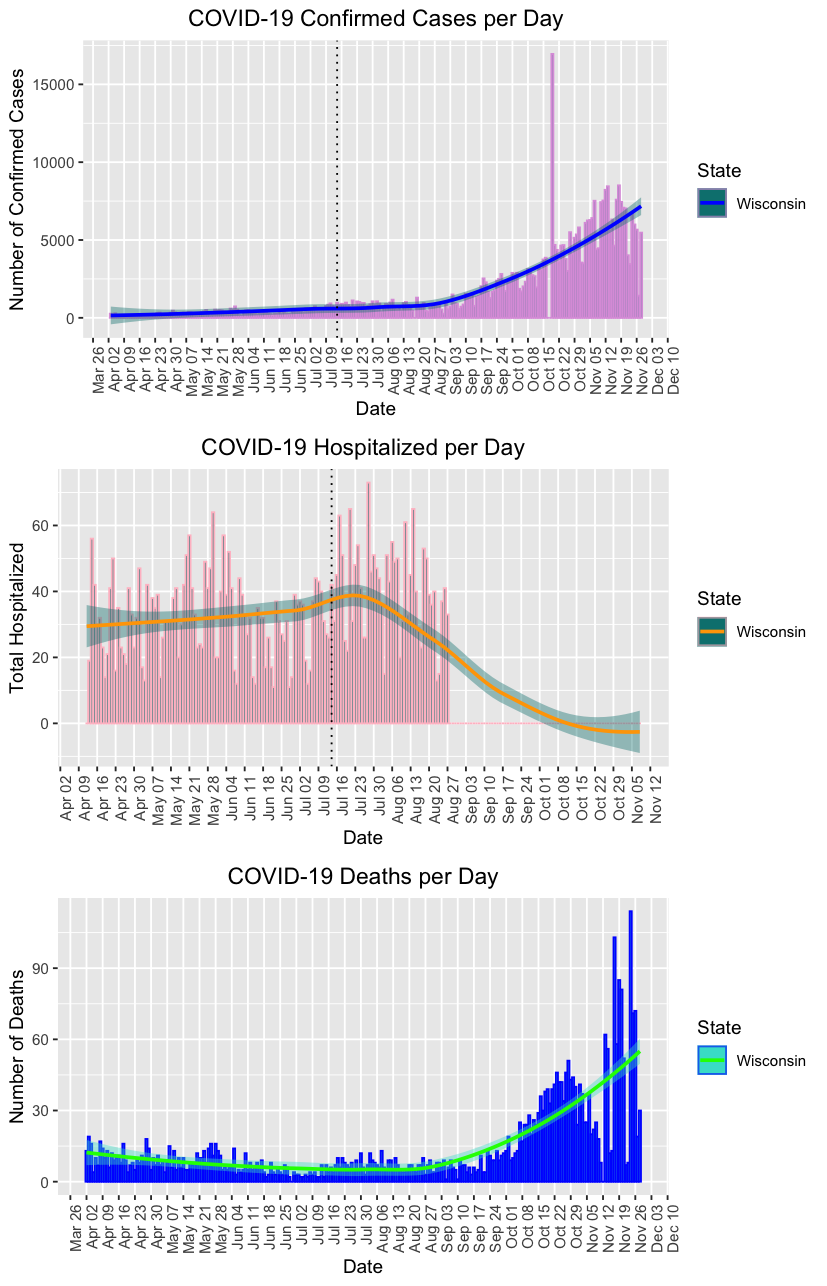 COVID-19 Confirmed Cases per Day
Number of Confirmed Cases
15000
10000
5000
0
Mar 26
Apr 02
Apr 09
Apr 16
Apr 23
Apr 30
May 07
May 14
May 21
May 28
Jun 04
Jun 11
Jun 18
Jun 25
Jul 02
Jul 09
Jul 16
Jul 23
Jul 30
Aug 06
Aug 13
Aug 20
Aug 27
Sep 03
Sep 10
Sep 17
Sep 24
Oct 01
Oct 08
Oct 15
Oct 22
Oct 29
Nov 05
Nov 12
Nov 19
Nov 26
Dec 03
Dec 10
Date
State
Wisconsin
COVID-19 Hospitalized per Day
Total Hospitalized
60
40
20
0
Apr 02
Apr 09
Apr 16
Apr 23
Apr 30
May 07
May 14
May 21
May 28
Jun 04
Jun 11
Jun 18
Jun 25
Jul 02
Jul 09
Jul 16
Jul 23
Jul 30
Aug 06
Aug 13
Aug 20
Aug 27
Sep 03
Sep 10
Sep 17
Sep 24
Oct 01
Oct 08
Oct 15
Oct 22
Oct 29
Nov 05
Nov 12
Date
State
Wisconsin
COVID-19 Deaths per Day
Number of Deaths
90
60
30
0
Mar 26
Apr 02
Apr 09
Apr 16
Apr 23
Apr 30
May 07
May 14
May 21
May 28
Jun 04
Jun 11
Jun 18
Jun 25
Jul 02
Jul 09
Jul 16
Jul 23
Jul 30
Aug 06
Aug 13
Aug 20
Aug 27
Sep 03
Sep 10
Sep 17
Sep 24
Oct 01
Oct 08
Oct 15
Oct 22
Oct 29
Nov 05
Nov 12
Nov 19
Nov 26
Dec 03
Dec 10
Date
State
Wisconsin